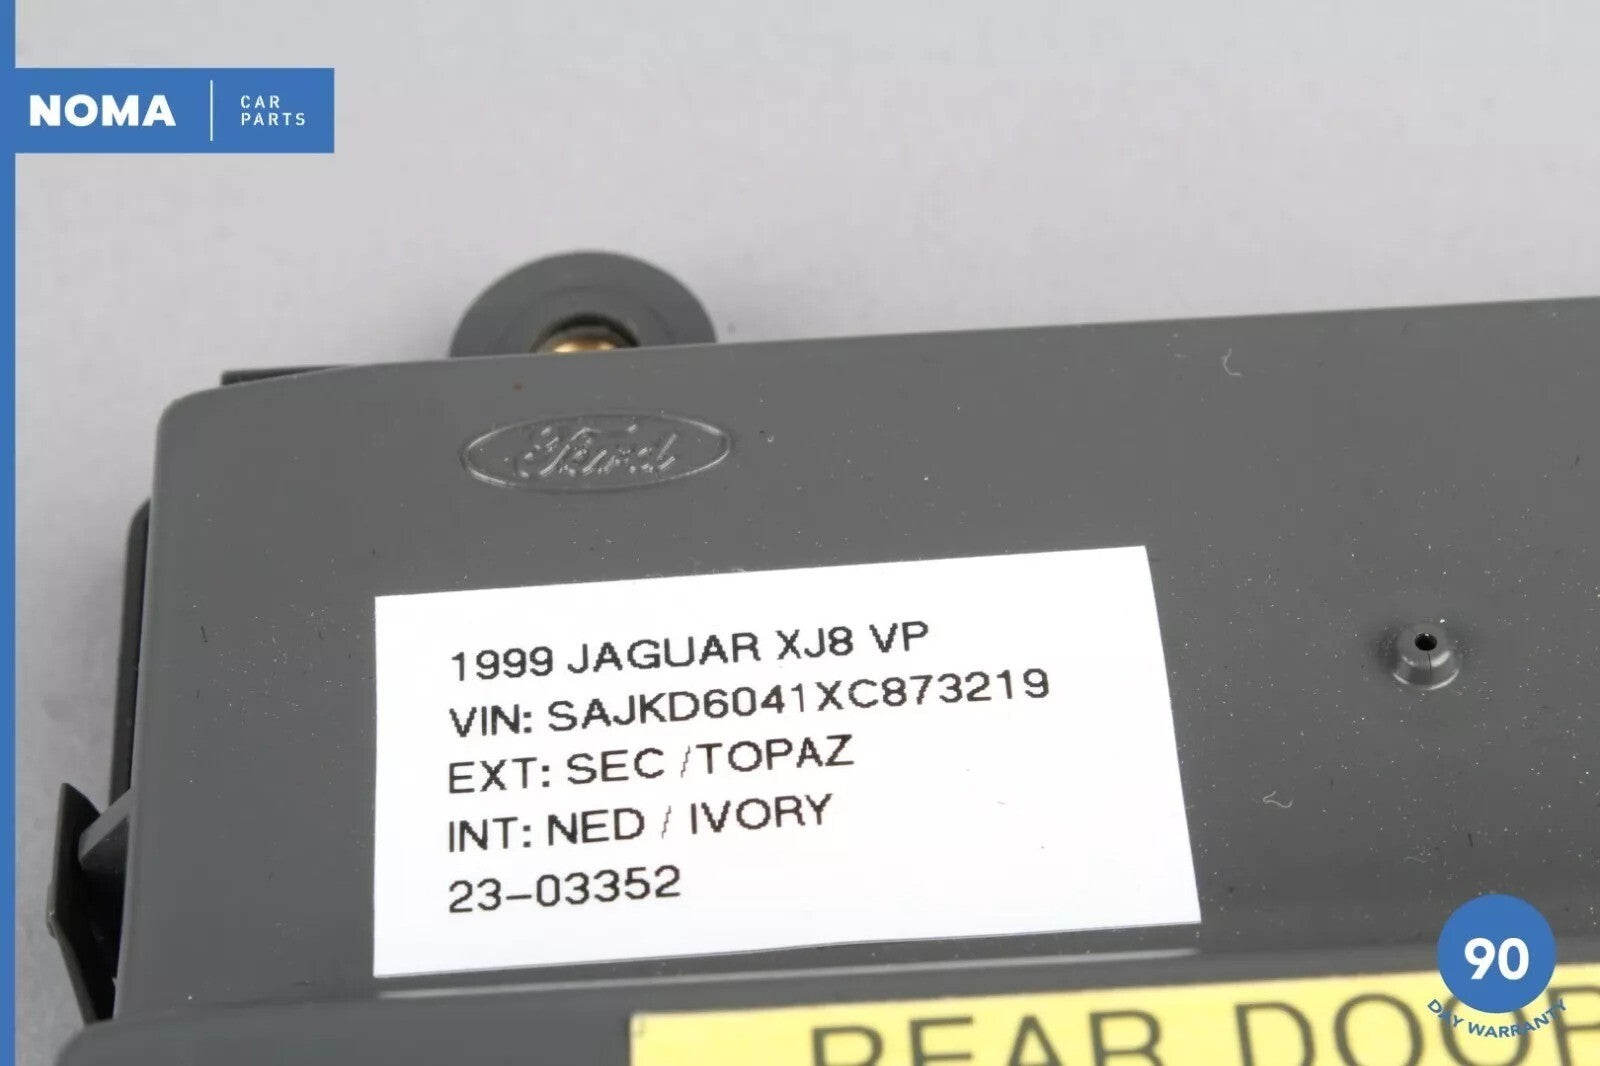 NOMA
CAR
PARTS
Ford
1999 JAGUAR XJ8 VP
VIN: SAJKD6041XC873219
EXT: SEC /TOPAZ
INT: NED / IVORY
23-03352
REAR DOOR
90
DAY WARRANTY